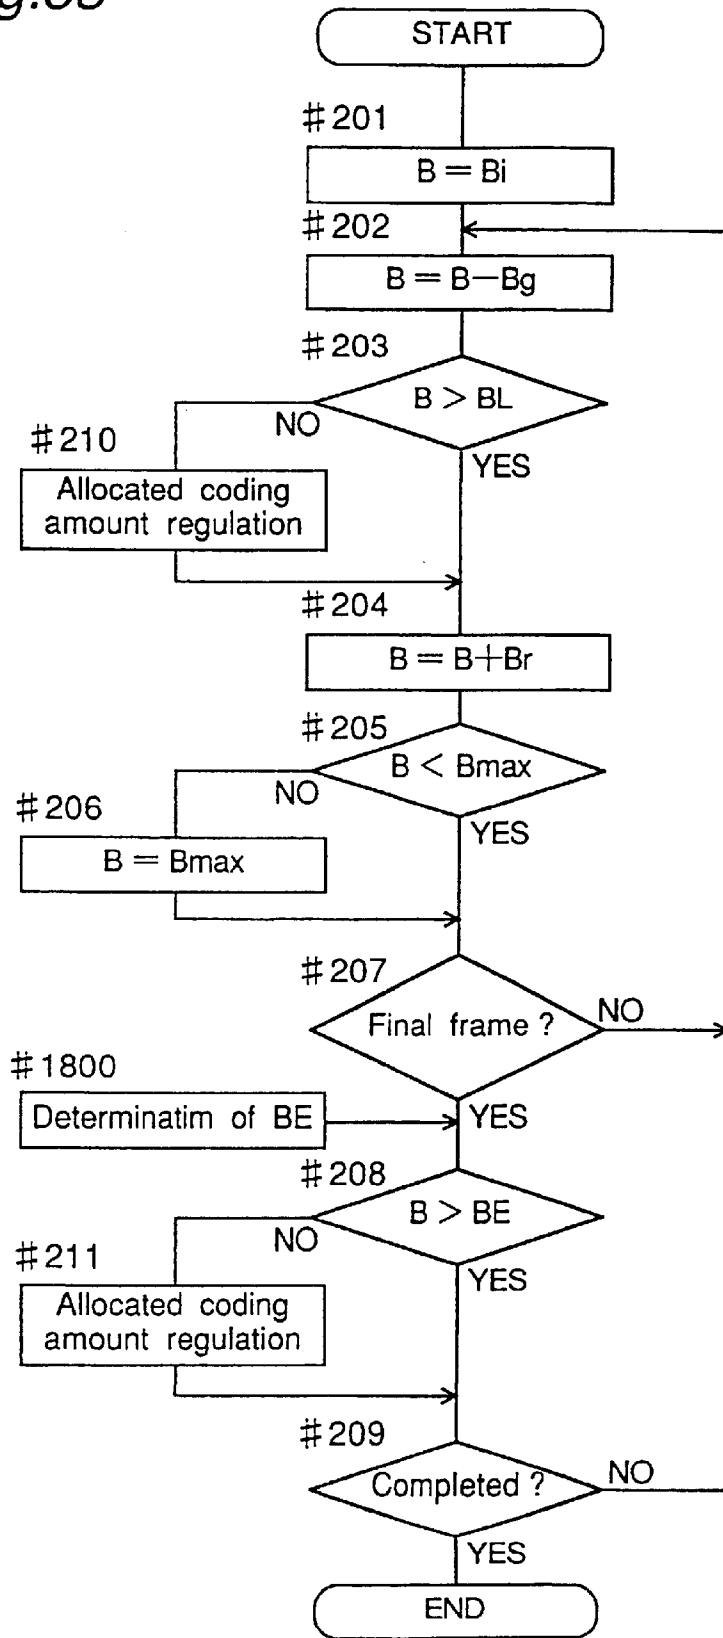 START
#201
B = Bi
#202
B = B−Bg
#203
B > BL
NO
#210
YES
Allocated coding
amount regulation
#204
B = B+Br
#205
B < Bmax
NO
#206
YES
B = Bmax
#207
Final frame ?
NO
#1800
Determinatim of BE
YES
#208
B > BE
NO
#211
YES
Allocated coding
amount regulation
#209
Completed ?
NO
YES
END